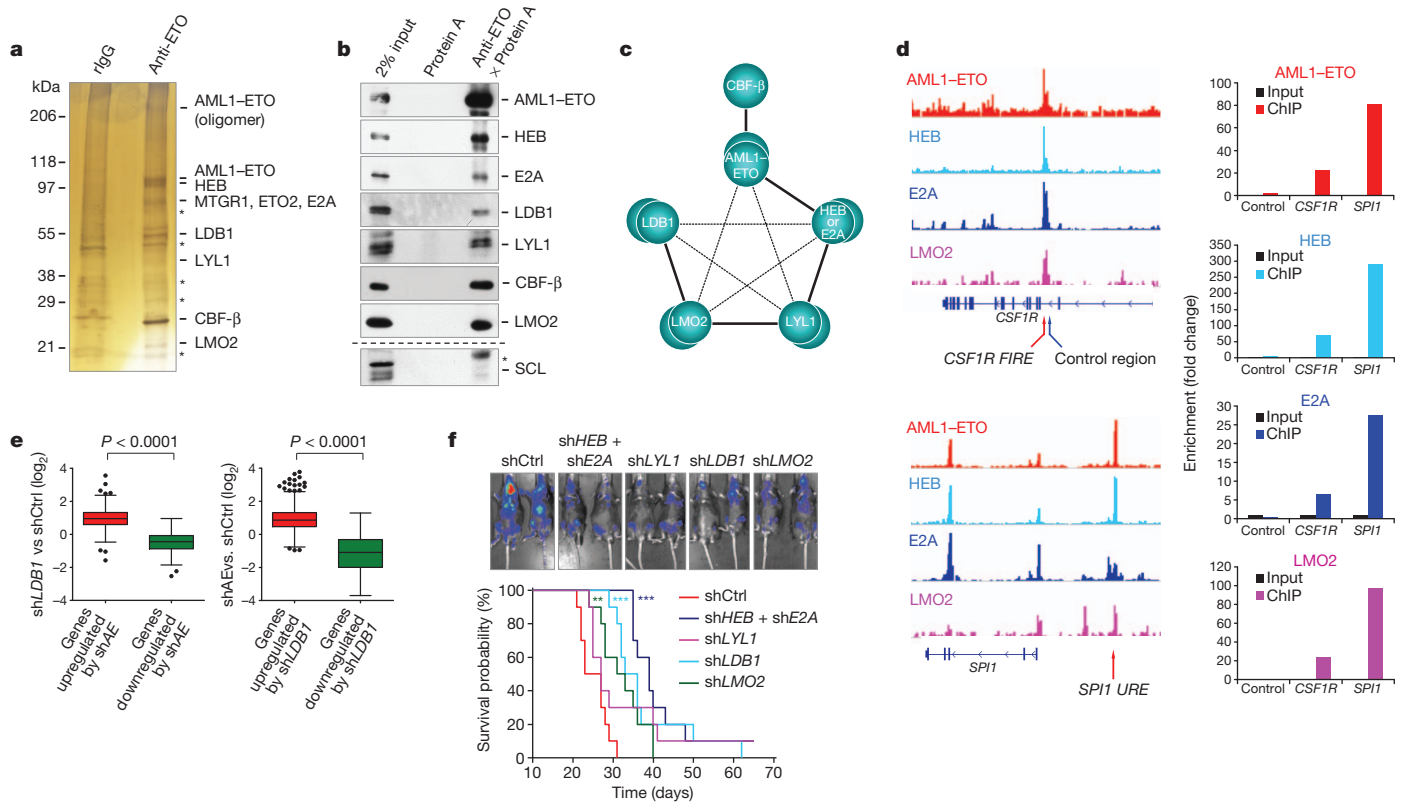 a
rIgG
Anti-ETO
kDa
206
118
97
55
38
29
21
AML1–ETO
(oligomer)
AML1–ETO
HEB
MTGR1, ETO2, E2A
*
LDB1
*
LYL1
*
*
CBF-β
LMO2
*
b
2% input
Protein A
Anti-ETO
× Protein A
AML1–ETO
HEB
E2A
LDB1
LYL1
CBF-β
LMO2
*
SCL
c
CBF-β
AML1–
ETO
HEB
or
E2A
LDB1
LMO2
LYL1
d
AML1–ETO
HEB
E2A
LMO2
CSF1R
CSF1R FIRE
Control region
AML1–ETO
HEB
E2A
LMO2
SPI1
SPI1 URE
Enrichment (fold change)
AML1–ETO
Input
ChIP
100
80
60
40
20
0
Control CSF1R SPI1
HEB
Input
ChIP
350
300
250
200
150
100
50
0
Control CSF1R SPI1
E2A
Input
ChIP
30
25
20
15
10
5
0
Control CSF1R SPI1
LMO2
Input
ChIP
120
100
80
60
40
20
0
Control CSF1R SPI1
e
P < 0.0001
shLDB1 vs shCtrl (log2)
4
2
0
−2
−4
Genes
upregulated
by shAE
Genes
downregulated
by shAE
P < 0.0001
shAEvs. shCtrl (log2)
4
2
0
−2
−4
Genes
upregulated
by shLDB1
Genes
downregulated
by shLDB1
f
shCtrl
shHEB +
shE2A
shLYL1
shLDB1
shLMO2
Survival probability (%)
100
80
60
40
20
0
** *** ***
shCtrl
shHEB + shE2A
shLYL1
shLDB1
shLMO2
10 20 30 40 50 60 70
Time (days)